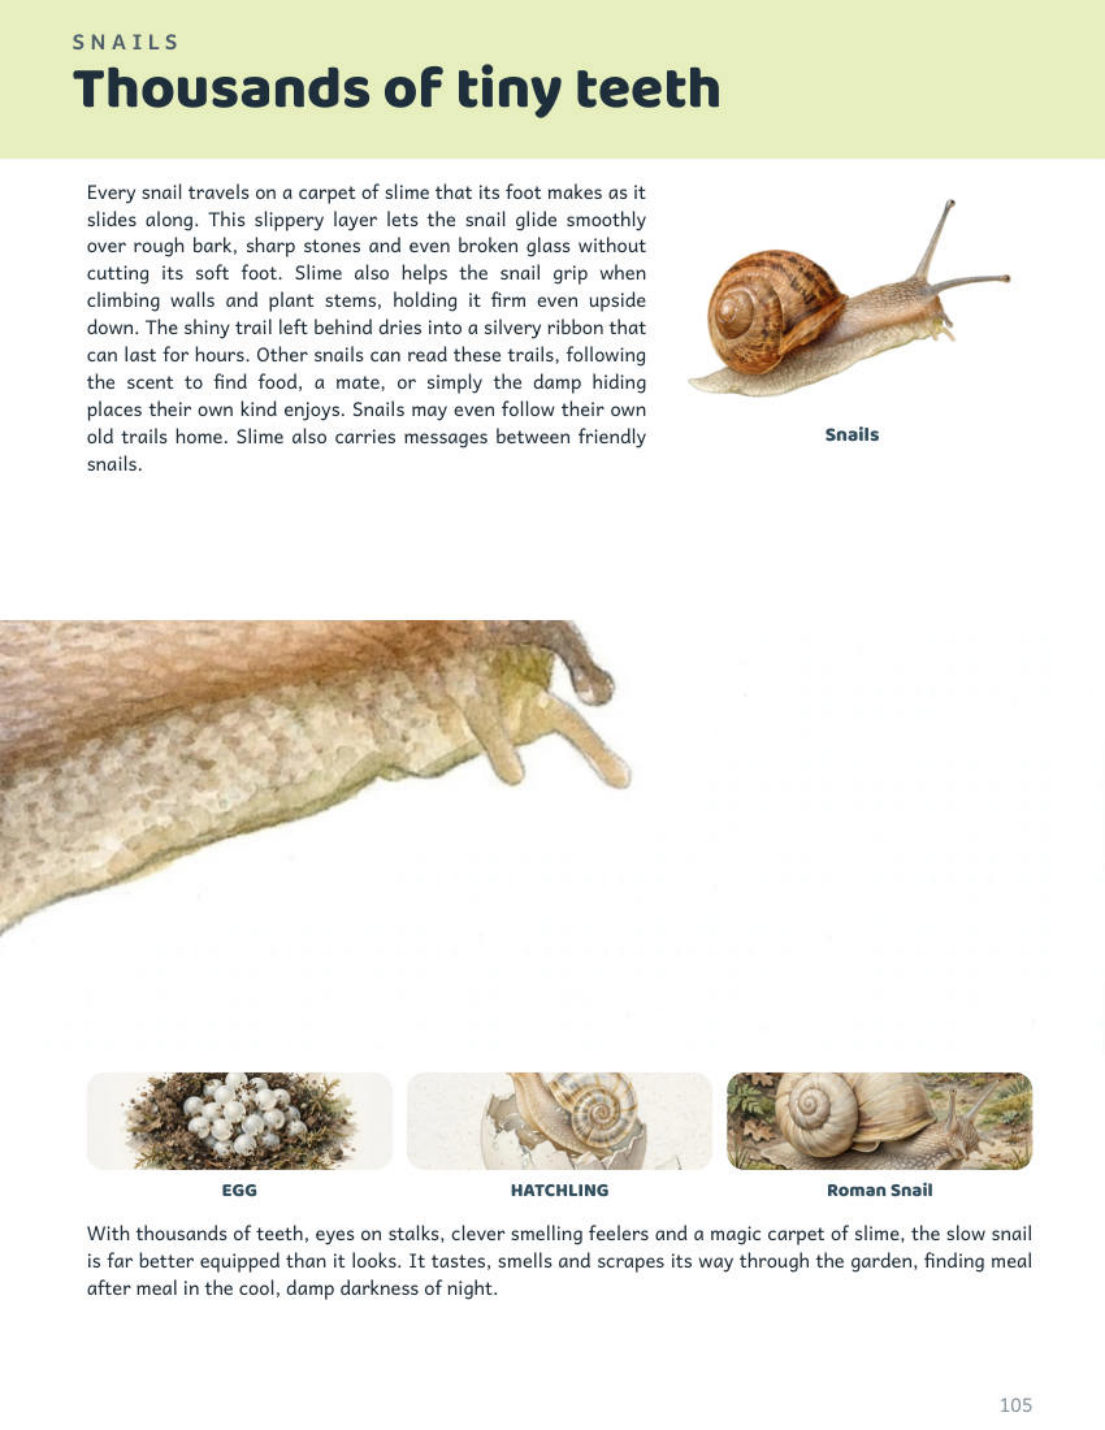 SNAILS
Thousands of tiny teeth
Every snail travels on a carpet of slime that its foot makes as it
slides along. This slippery layer lets the snail glide smoothly
over rough bark, sharp stones and even broken glass without
cutting its soft foot. Slime also helps the snail grip when
climbing walls and plant stems, holding it firm even upside
down. The shiny trail left behind dries into a silvery ribbon that
can last for hours. Other snails can read these trails, following
the scent to find food, a mate, or simply the damp hiding
places their own kind enjoys. Snails may even follow their own
old trails home. Slime also carries messages between friendly
snails.
Snails
EGG
HATCHLING
Roman Snail
With thousands of teeth, eyes on stalks, clever smelling feelers and a magic carpet of slime, the slow snail
is far better equipped than it looks. It tastes, smells and scrapes its way through the garden, finding meal
after meal in the cool, damp darkness of night.
105